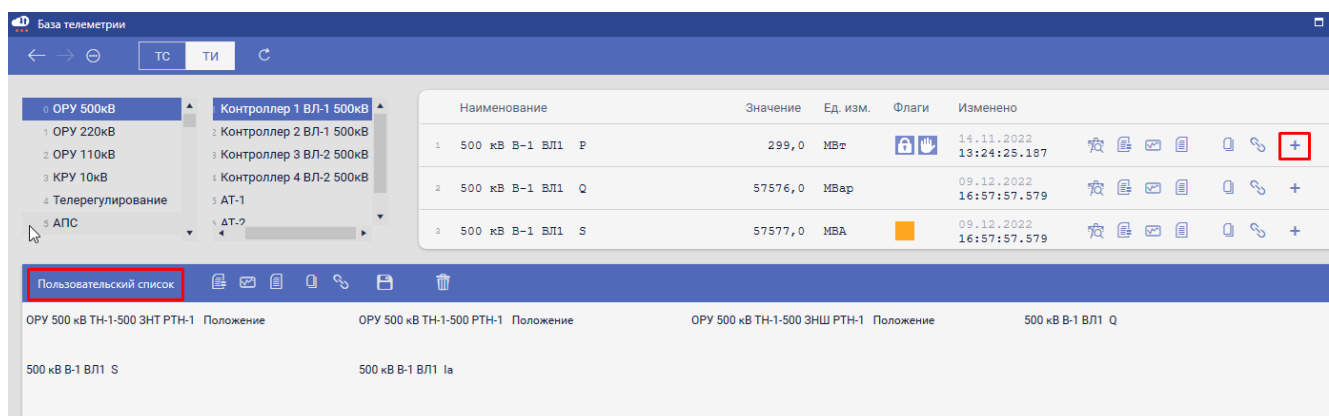 База телеметрии
ТС ТИ
0 ОРУ 500кВ
1 ОРУ 220кВ
2 ОРУ 110кВ
3 КРУ 10кВ
4 Телерегулирование
5 АПС
1 Контроллер 1 ВЛ-1 500кВ
2 Контроллер 2 ВЛ-1 500кВ
3 Контроллер 3 ВЛ-2 500кВ
4 Контроллер 4 ВЛ-2 500кВ
5 АТ-1
АТ-2
Наименование Значение Ед. изм. Флаги Изменено
1 500 кВ В-1 ВЛ1 P 299,0 МВт 14.11.2022
13:24:25.187
2 500 кВ В-1 ВЛ1 Q 57576,0 МВар 09.12.2022
16:57:57.579
3 500 кВ В-1 ВЛ1 S 57577,0 МВА 09.12.2022
16:57:57.579
Пользовательский список
ОРУ 500 кВ ТН-1-500 ЗНТ РТН-1 Положение ОРУ 500 кВ ТН-1-500 РТН-1 Положение ОРУ 500 кВ ТН-1-500 ЗНШ РТН-1 Положение 500 кВ В-1 ВЛ1 Q
500 кВ В-1 ВЛ1 S 500 кВ В-1 ВЛ1 Ia